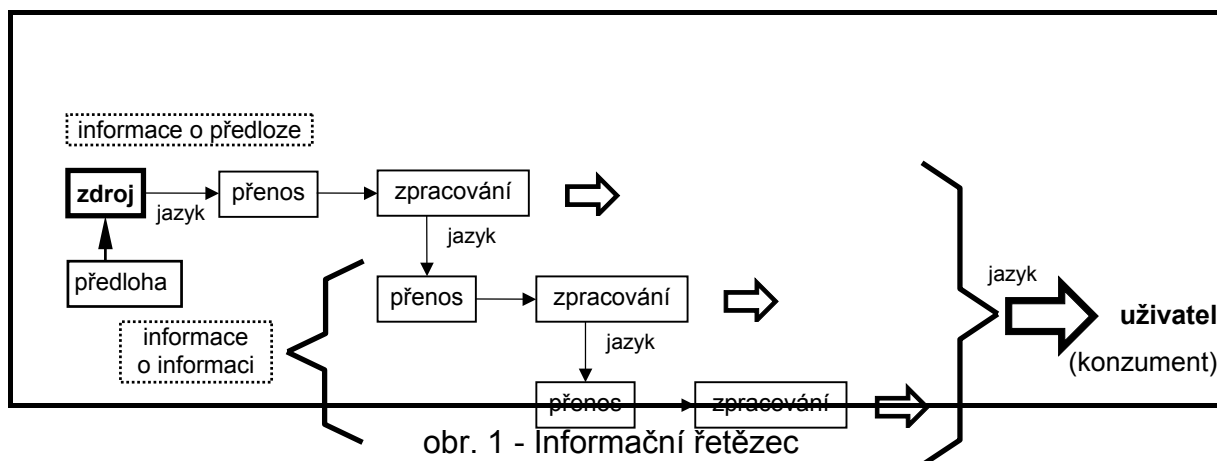 informace o předloze
zdroj
jazyk
přenos
zpracování
jazyk
předloha
přenos
zpracování
jazyk
informace
o informaci
přenos
zpracování
jazyk
uživatel
(konzument)
obr. 1 - Informační řetězec